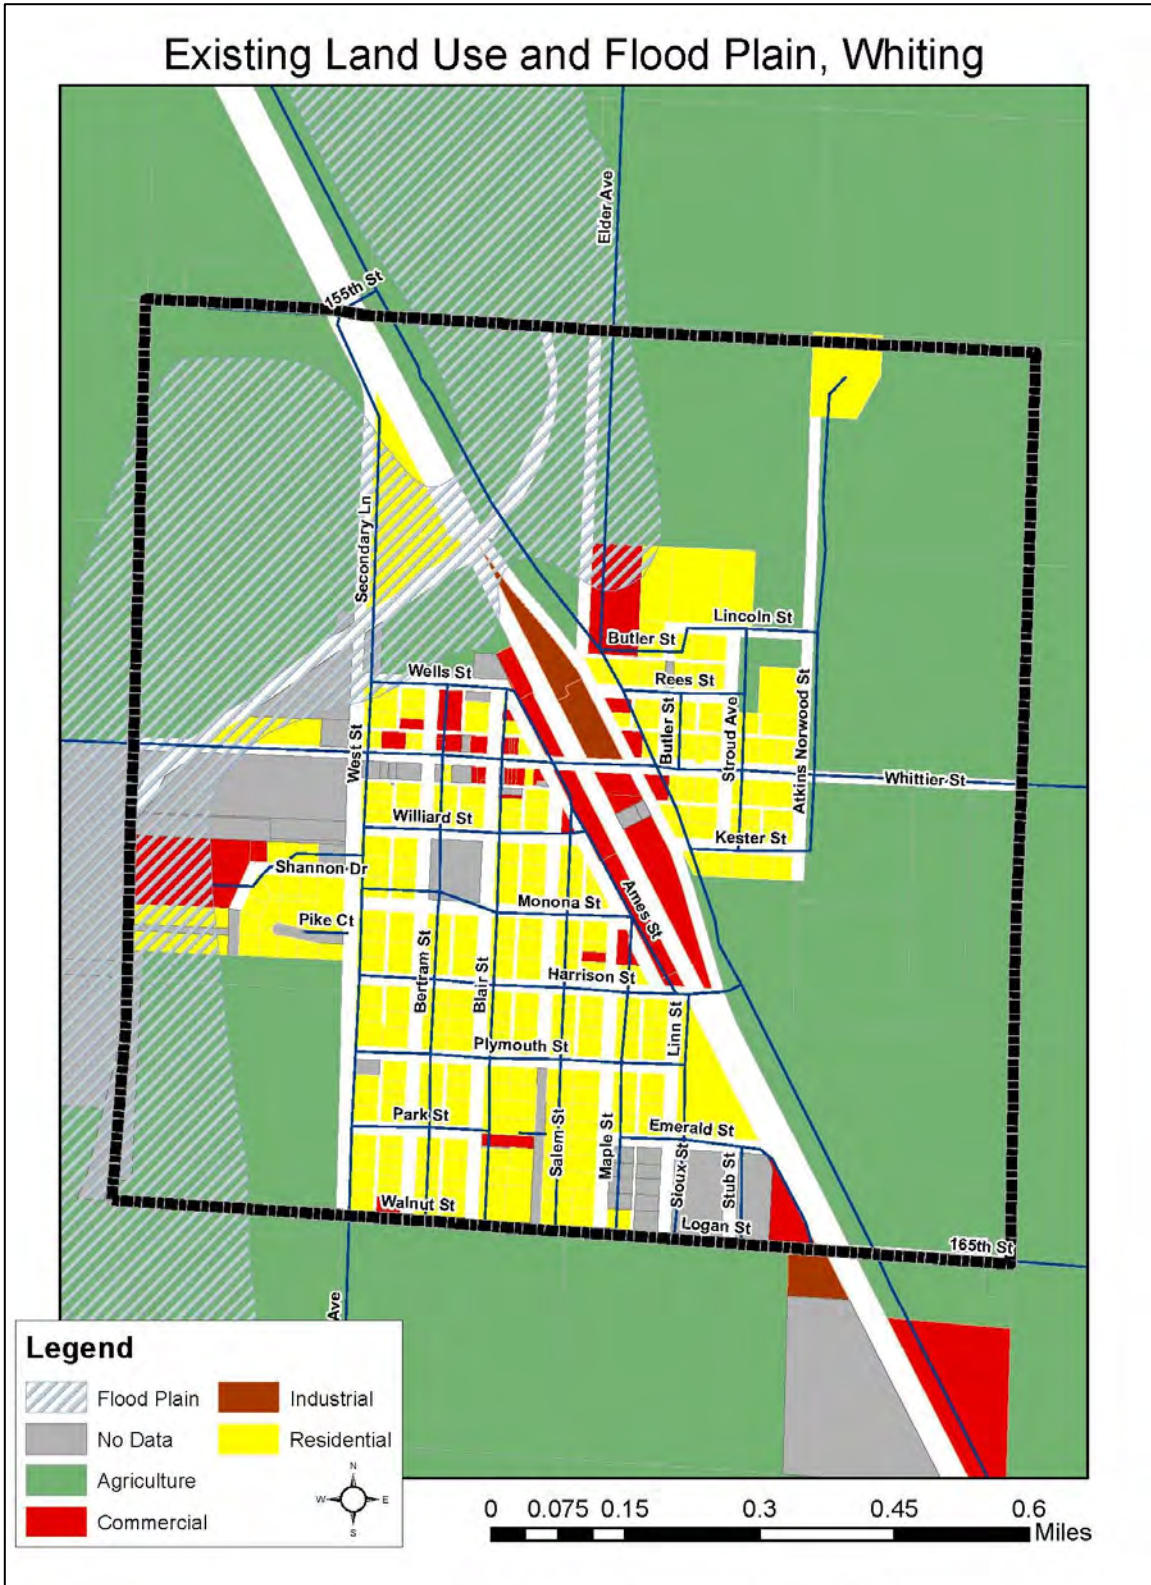 Existing Land Use and Flood Plain, Whiting
Elder Ave
155th St
Secondary Ln
Lincoln St
Butler St
Wells St
Rees St
Butler St
Stroud Ave
Atkins Norwood St
West St
Whittier St
Williard St
Kester St
Shannon Dr
Ames St
Monona St
Pike Ct
Bertram St
Blair St
Harrison St
Linn St
Plymouth St
Park St
Salem St
Maple St
Emerald St
Sioux St
Stub St
Walnut St
Logan St
165th St
Ave
Legend
Flood Plain
Industrial
No Data
Residential
Agriculture
Commercial
N
W E
S
0 0.075 0.15 0.3 0.45 0.6
Miles